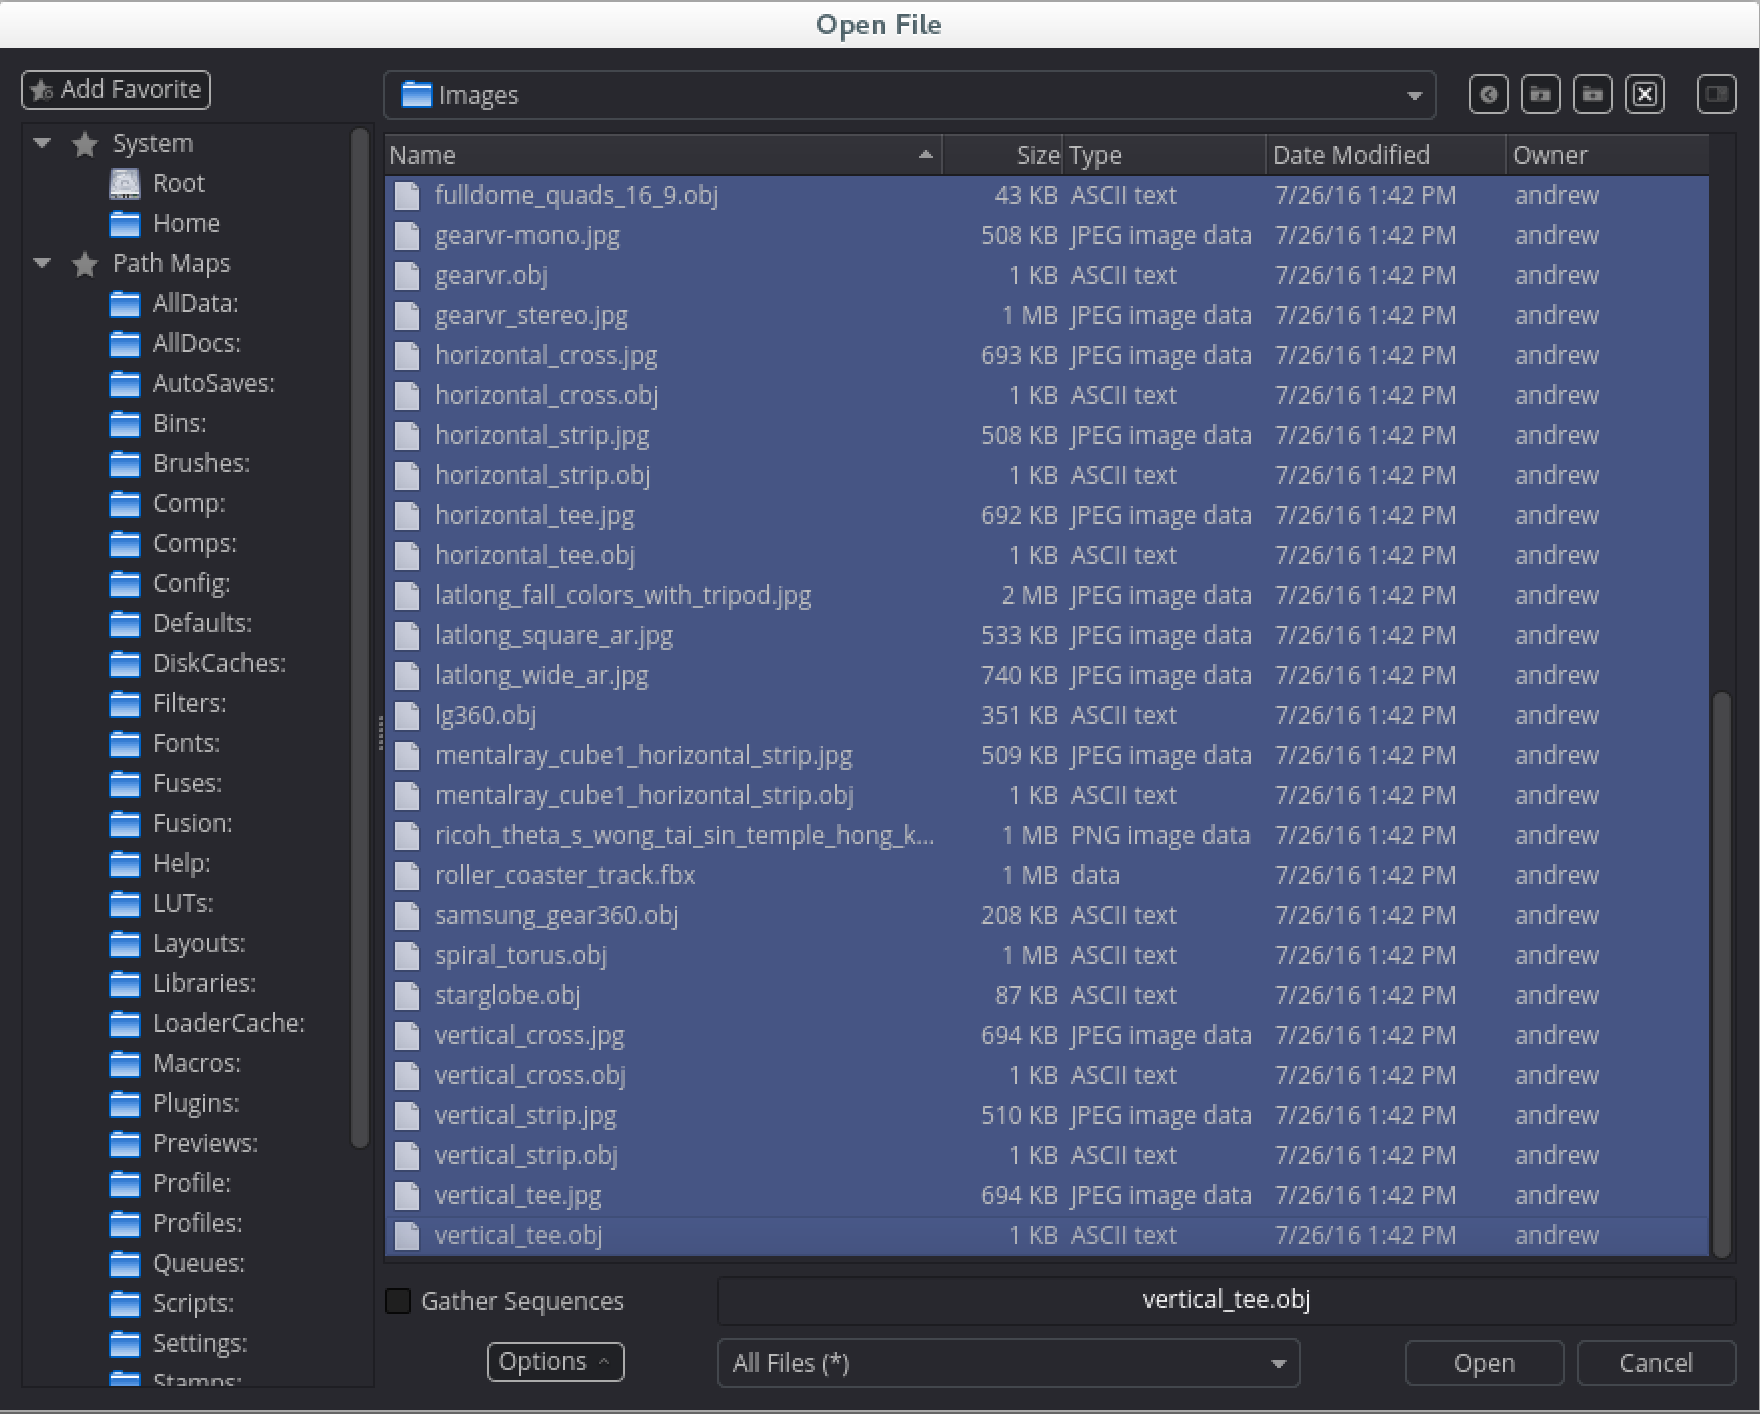 Open File
Add Favorite
Images
System
Root
Home
Path Maps
AllData:
AllDocs:
AutoSaves:
Bins:
Brushes:
Comp:
Comps:
Config:
Defaults:
DiskCaches:
Filters:
Fonts:
Fuses:
Fusion:
Help:
LUTs:
Layouts:
Libraries:
LoaderCache:
Macros:
Plugins:
Previews:
Profile:
Profiles:
Queues:
Scripts:
Settings:
Stamps:
Name Size Type Date Modified Owner
fulldome_quads_16_9.obj 43 KB ASCII text 7/26/16 1:42 PM andrew
gearvr-mono.jpg 508 KB JPEG image data 7/26/16 1:42 PM andrew
gearvr.obj 1 KB ASCII text 7/26/16 1:42 PM andrew
gearvr_stereo.jpg 1 MB JPEG image data 7/26/16 1:42 PM andrew
horizontal_cross.jpg 693 KB JPEG image data 7/26/16 1:42 PM andrew
horizontal_cross.obj 1 KB ASCII text 7/26/16 1:42 PM andrew
horizontal_strip.jpg 508 KB JPEG image data 7/26/16 1:42 PM andrew
horizontal_strip.obj 1 KB ASCII text 7/26/16 1:42 PM andrew
horizontal_tee.jpg 692 KB JPEG image data 7/26/16 1:42 PM andrew
horizontal_tee.obj 1 KB ASCII text 7/26/16 1:42 PM andrew
latlong_fall_colors_with_tripod.jpg 2 MB JPEG image data 7/26/16 1:42 PM andrew
latlong_square_ar.jpg 533 KB JPEG image data 7/26/16 1:42 PM andrew
latlong_wide_ar.jpg 740 KB JPEG image data 7/26/16 1:42 PM andrew
lg360.obj 351 KB ASCII text 7/26/16 1:42 PM andrew
mentalray_cube1_horizontal_strip.jpg 509 KB JPEG image data 7/26/16 1:42 PM andrew
mentalray_cube1_horizontal_strip.obj 1 KB ASCII text 7/26/16 1:42 PM andrew
ricoh_theta_s_wong_tai_sin_temple_hong_k... 1 MB PNG image data 7/26/16 1:42 PM andrew
roller_coaster_track.fbx 1 MB data 7/26/16 1:42 PM andrew
samsung_gear360.obj 208 KB ASCII text 7/26/16 1:42 PM andrew
spiral_torus.obj 1 MB ASCII text 7/26/16 1:42 PM andrew
starglobe.obj 87 KB ASCII text 7/26/16 1:42 PM andrew
vertical_cross.jpg 694 KB JPEG image data 7/26/16 1:42 PM andrew
vertical_cross.obj 1 KB ASCII text 7/26/16 1:42 PM andrew
vertical_strip.jpg 510 KB JPEG image data 7/26/16 1:42 PM andrew
vertical_strip.obj 1 KB ASCII text 7/26/16 1:42 PM andrew
vertical_tee.jpg 694 KB JPEG image data 7/26/16 1:42 PM andrew
vertical_tee.obj 1 KB ASCII text 7/26/16 1:42 PM andrew
Gather Sequences vertical_tee.obj
Options All Files (*) Open Cancel